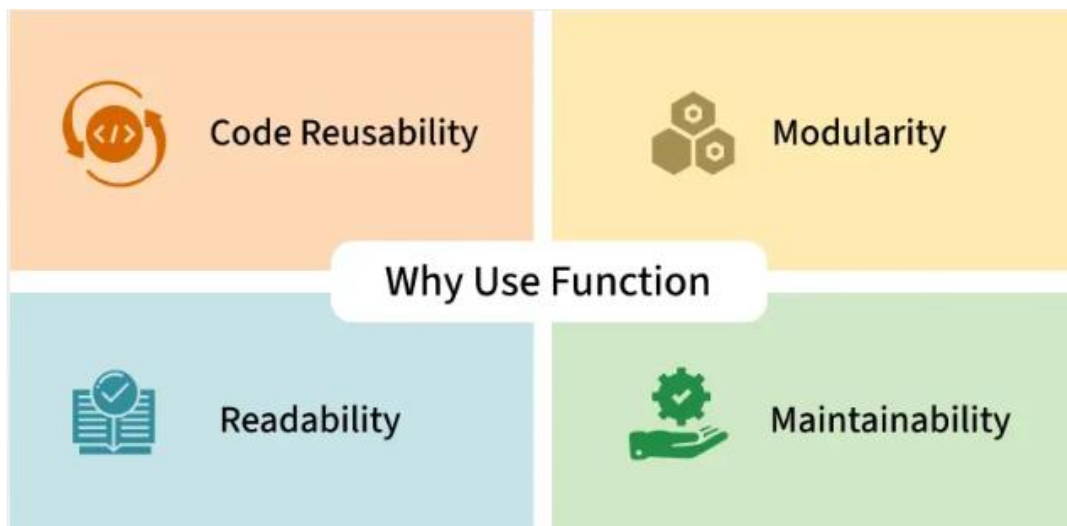 Code Reusability
Modularity
Why Use Function
Readability
Maintainability